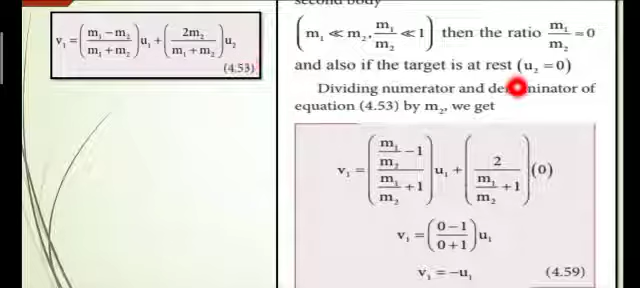 v₁ = ( (m₁ − m₂) / (m₁ + m₂) ) u₁ + ( 2m₂ / (m₁ + m₂) ) u₂
(4.53)
second body
( m₁ ≪ m₂, m₁/m₂ ≪ 1 ) then the ratio m₁/m₂ ≈ 0
and also if the target is at rest (u₂ = 0)
Dividing numerator and denominator of
equation (4.53) by m₂, we get
v₁ = ( (m₁/m₂ − 1) / (m₁/m₂ + 1) ) u₁ + ( 2 / (m₁/m₂ + 1) ) (0)
v₁ = ( (0 − 1) / (0 + 1) ) u₁
v₁ = −u₁ (4.59)